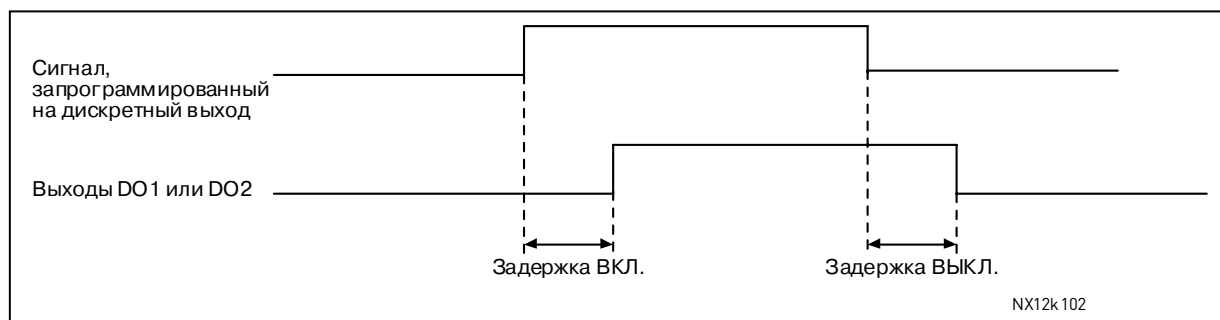 Сигнал,
запрограммированный
на дискретный выход
Выходы DO1 или DO2
Задержка ВКЛ.
Задержка ВЫКЛ.
NX12k102